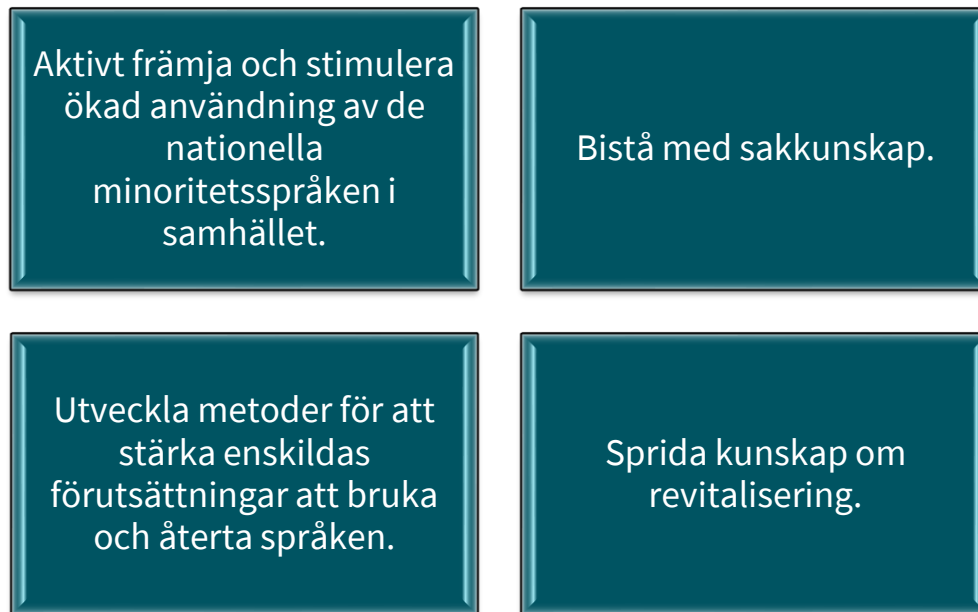 Aktivt främja och stimulera
ökad användning av de
nationella
minoritetsspråken i
samhället.
Bistå med sakkunskap.
Utveckla metoder för att
stärka enskildas
förutsättningar att bruka
och återta språken.
Sprida kunskap om
revitalisering.